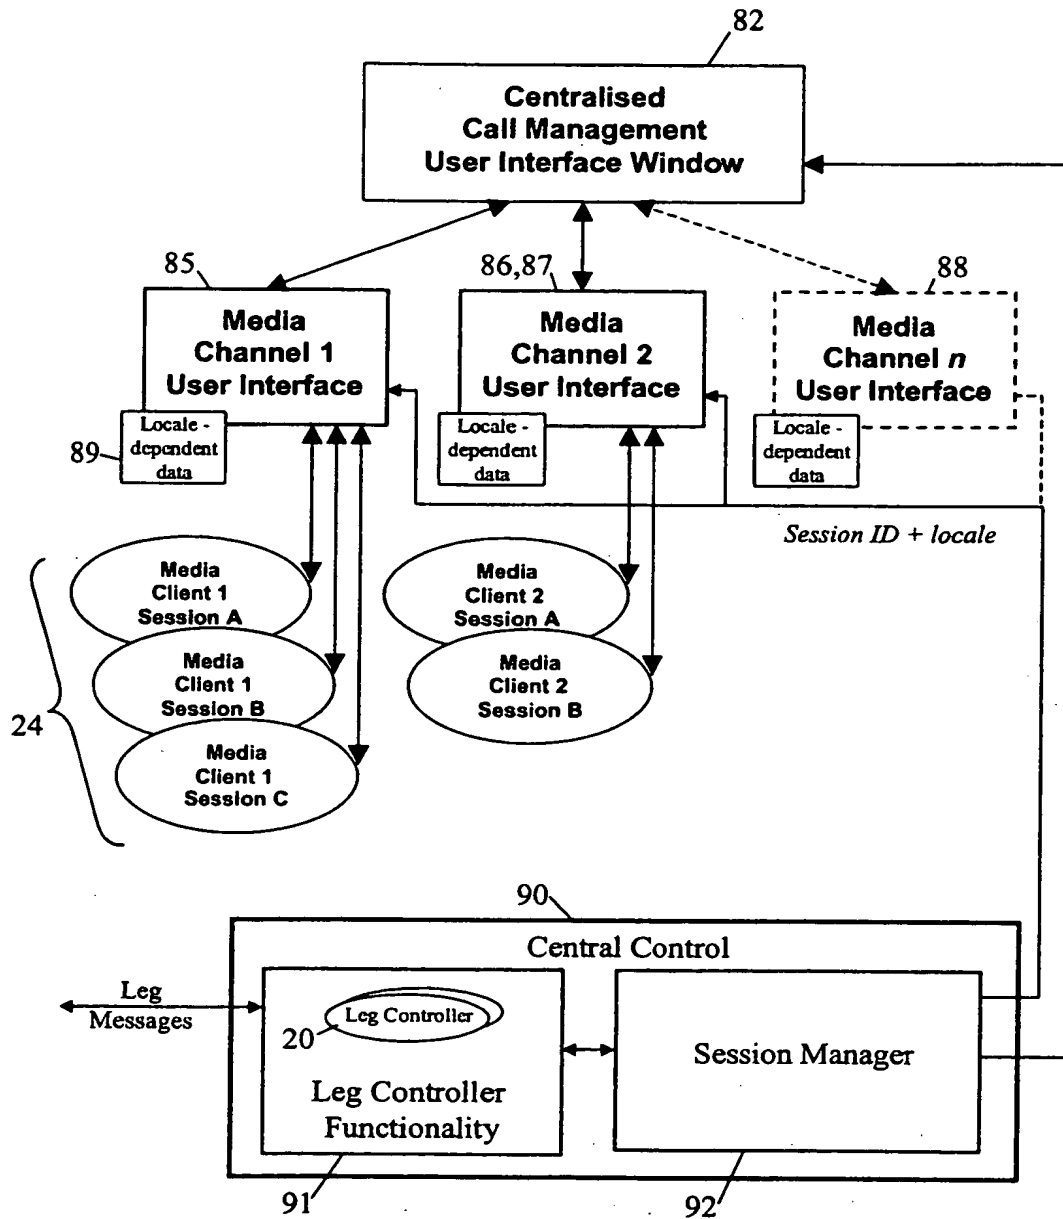 82
Centralised
Call Management
User Interface Window
85
Media
Channel 1
User Interface
86,87
Media
Channel 2
User Interface
88
Media
Channel n
User Interface
89
Locale -
dependent
data
Locale -
dependent
data
Locale -
dependent
data
Session ID + locale
24
Media
Client 1
Session A
Media
Client 1
Session B
Media
Client 1
Session C
Media
Client 2
Session A
Media
Client 2
Session B
90
Central Control
Leg
Messages
20
Leg Controller
Leg Controller
Functionality
Session Manager
91
92